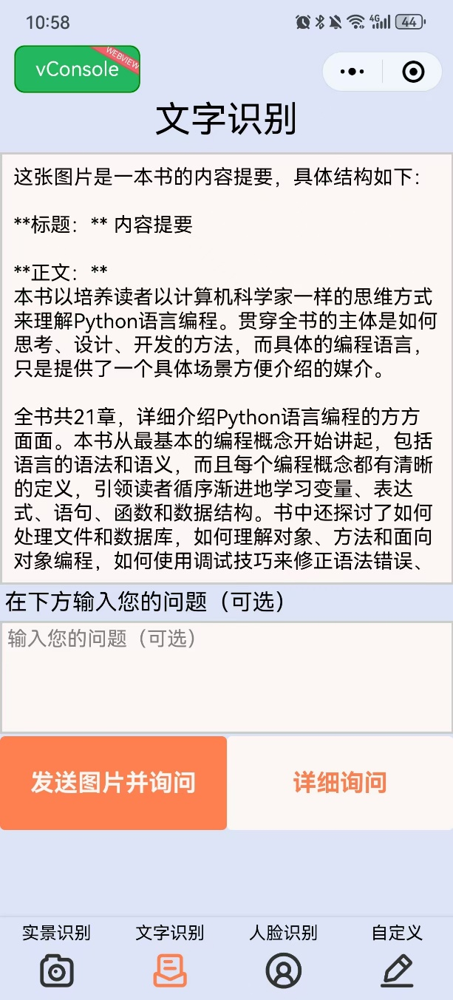 10:58
4G
44
vConsole
WEBVIEW
文字识别
这张图片是一本书的内容提要，具体结构如下：
**标题：** 内容提要
**正文：**
本书以培养读者以计算机科学家一样的思维方式
来理解Python语言编程。贯穿全书的主体是如何
思考、设计、开发的方法，而具体的编程语言，
只是提供了一个具体场景方便介绍的媒介。
全书共21章，详细介绍Python语言编程的方方
面面。本书从最基本的编程概念开始讲起，包括
语言的语法和语义，而且每个编程概念都有清晰
的定义，引领读者循序渐进地学习变量、表达
式、语句、函数和数据结构。书中还探讨了如何
处理文件和数据库，如何理解对象、方法和面向
对象编程，如何使用调试技巧来修正语法错误、
在下方输入您的问题（可选）
输入您的问题（可选）
发送图片并询问
详细询问
实景识别
文字识别
人脸识别
自定义